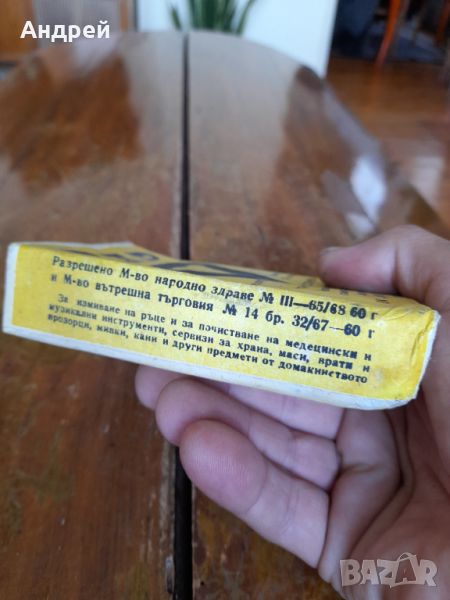 Андрей
Разрешено М-во народно здраве № III—65/68 60 г
и М-во вътрешна търговия № 14 бр. 32/67—60 г
За измиване на ръце и за почистване на медецински и
музикални инструменти, сервизи за храна, маси, врати и
прозорци, мивки, кани и други предмети от домакинството
BAZAR